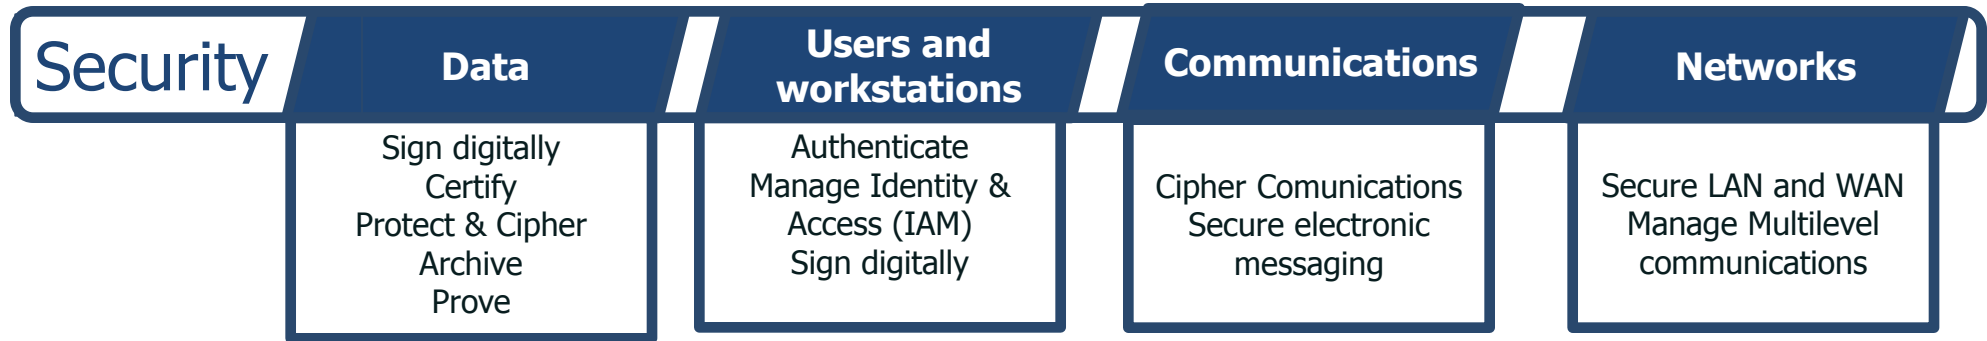 Security
Data
Users and
workstations
Communications
Networks
Sign digitally
Certify
Protect & Cipher
Archive
Prove
Authenticate
Manage Identity &
Access (IAM)
Sign digitally
Cipher Comunications
Secure electronic
messaging
Secure LAN and WAN
Manage Multilevel
communications